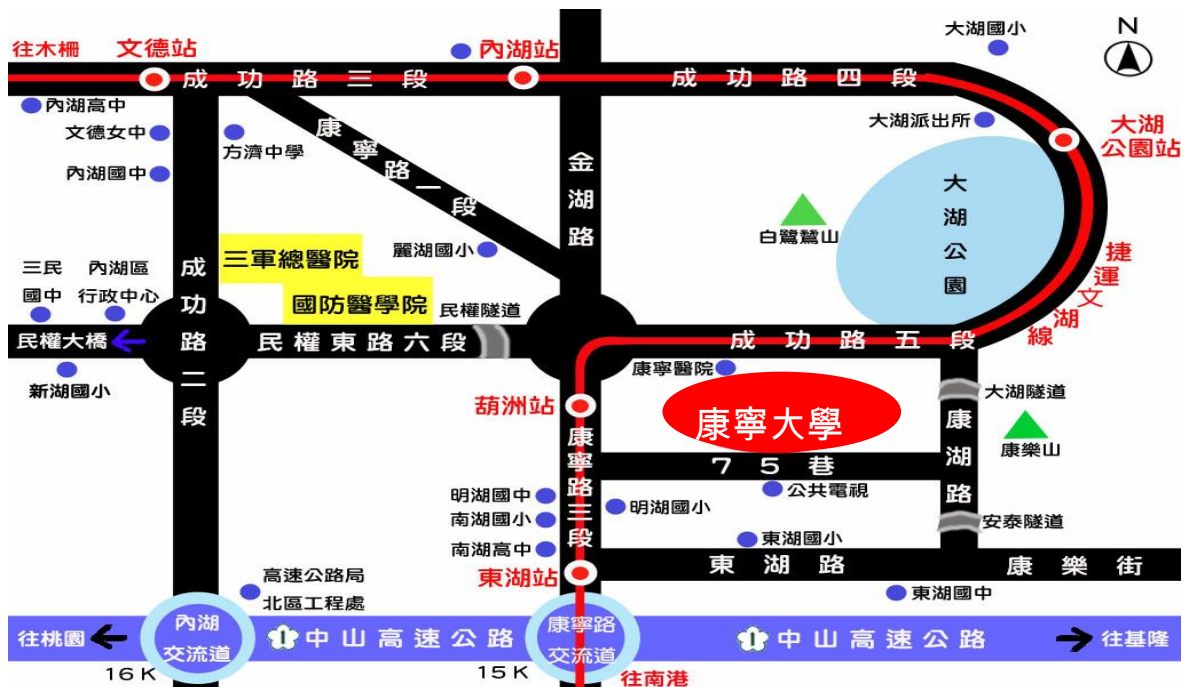 往木柵
文德站
內湖站
大湖國小
N
成功路三段
成功路四段
內湖高中
文德女中
方濟中學
內湖國中
康寧路一段
金湖路
大湖派出所
大湖
公園站
大湖公園
白鷺鷥山
三軍總醫院
國防醫學院
麗湖國小
民權隧道
三民
國中
內湖區
行政中心
成功路二段
捷運文湖線
民權大橋
民權東路六段
成功路五段
新湖國小
康寧醫院
大湖隧道
葫洲站
康寧大學
康湖路
康樂山
康寧路三段
75巷
明湖國中
南湖國小
南湖高中
明湖國小
公共電視
安泰隧道
東湖國小
東湖站
東湖路
康樂街
高速公路局
北區工程處
東湖國中
往桃園
內湖
交流道
1
中山高速公路
康寧路
交流道
1
中山高速公路
往基隆
16K
15K
往南港